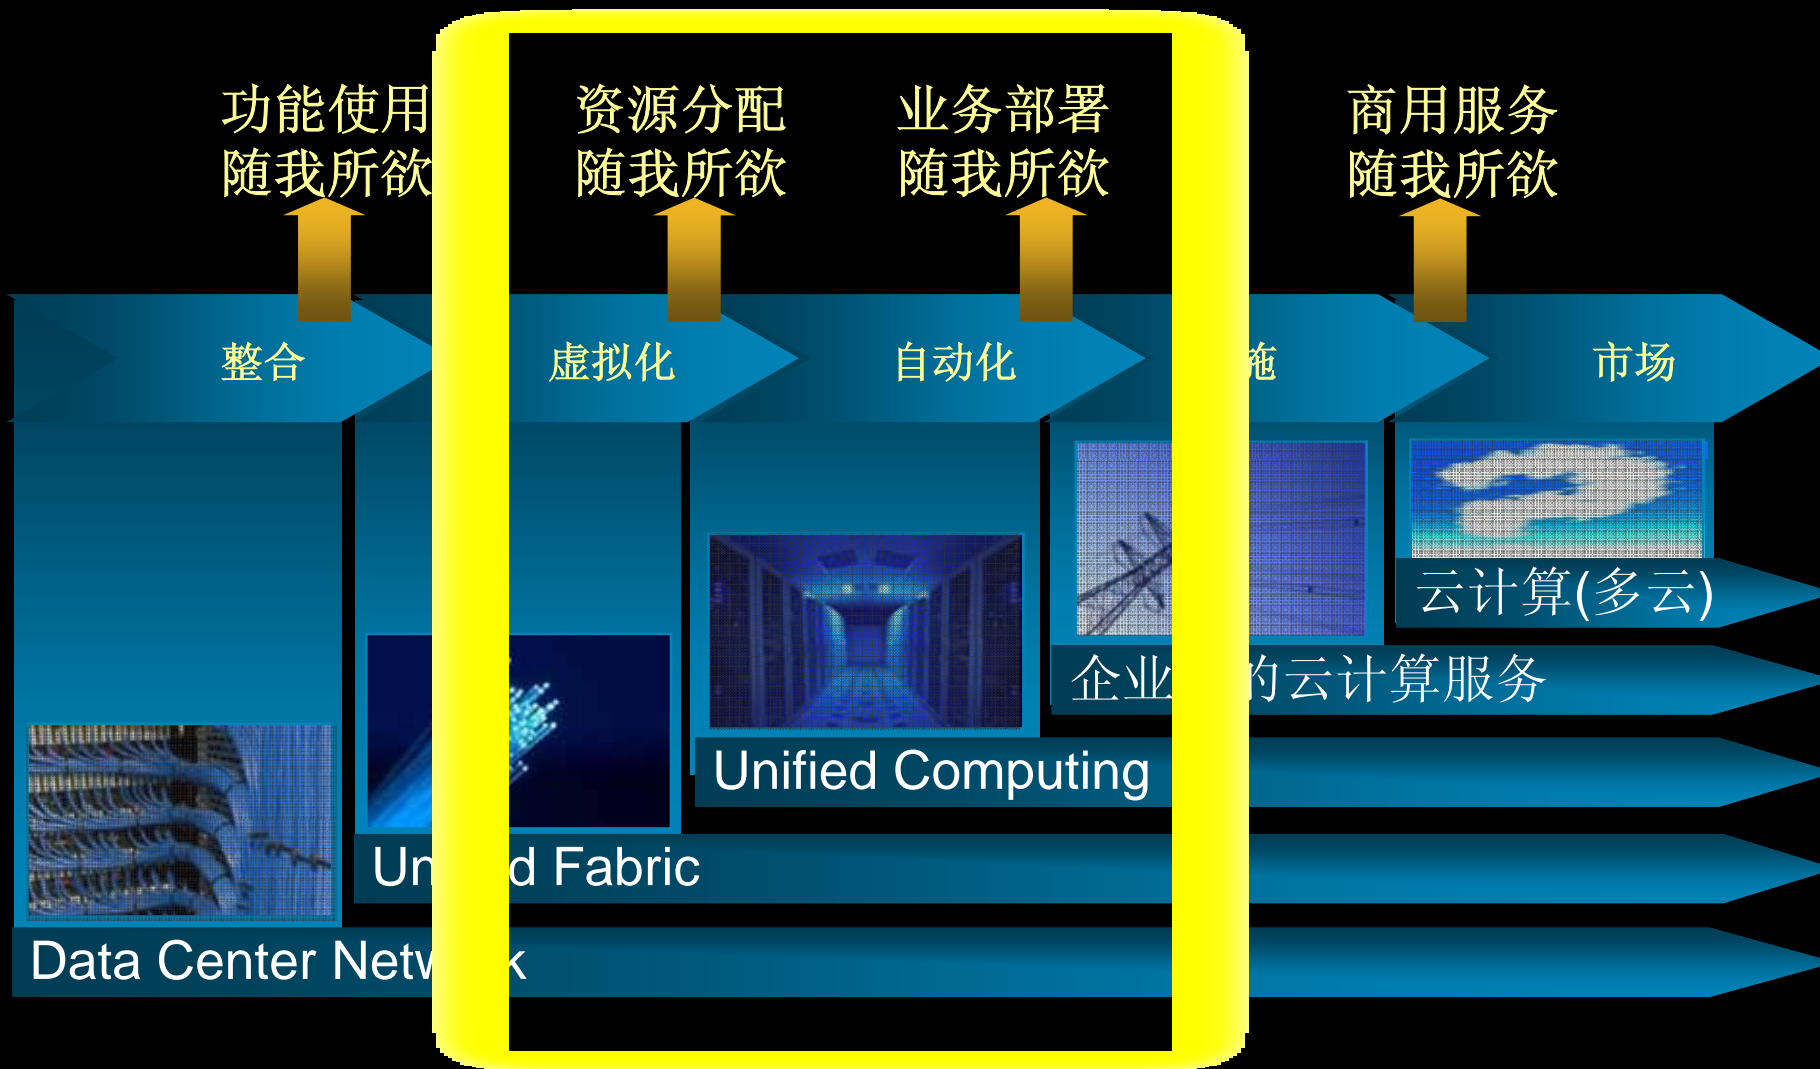 功能使用
随我所欲
资源分配
随我所欲
业务部署
随我所欲
商用服务
随我所欲
整合
虚拟化
自动化
施
市场
云计算(多云)
企业 的云计算服务
Unified Computing
Fabric
Data Center